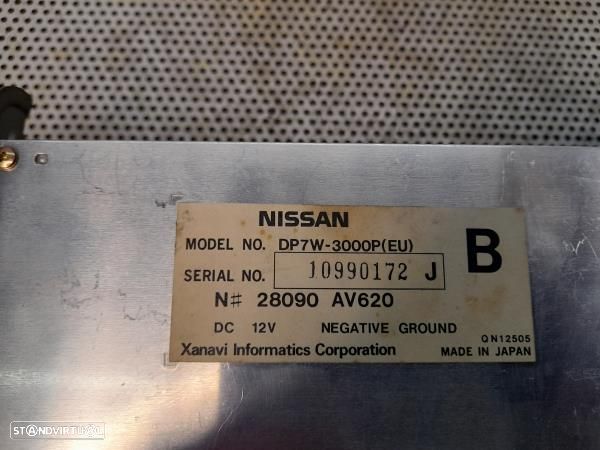 NISSAN
MODEL NO. DP7W-3000P(EU)
B
SERIAL NO. 10990172 J
N# 28090 AV620
DC 12V NEGATIVE GROUND
QN12505
Xanavi Informatics Corporation MADE IN JAPAN
STANDVIRTUAL